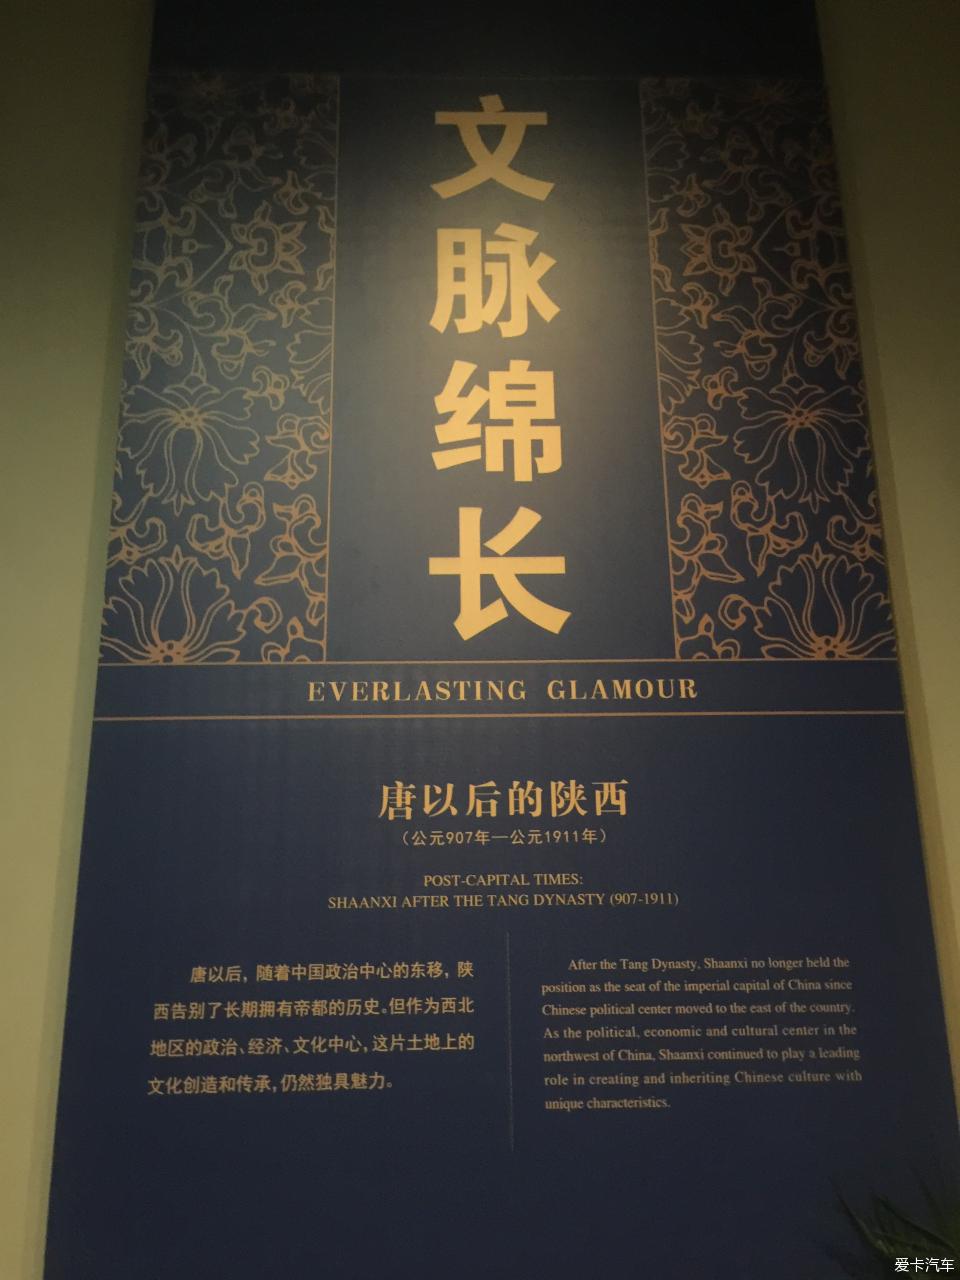 文脉绵长
EVERLASTING GLAMOUR
唐以后的陕西
（公元907年—公元1911年）
POST-CAPITAL TIMES:
SHAANXI AFTER THE TANG DYNASTY (907-1911)
唐以后，随着中国政治中心的东移，陕
西告别了长期拥有帝都的历史。但作为西北
地区的政治、经济、文化中心，这片土地上的
文化创造和传承，仍然独具魅力。
After the Tang Dynasty, Shaanxi no longer held the
position as the seat of the imperial capital of China since
Chinese political center moved to the east of the country.
As the political, economic and cultural center in the
northwest of China, Shaanxi continued to play a leading
role in creating and inheriting Chinese culture with
unique characteristics.
爱卡汽车